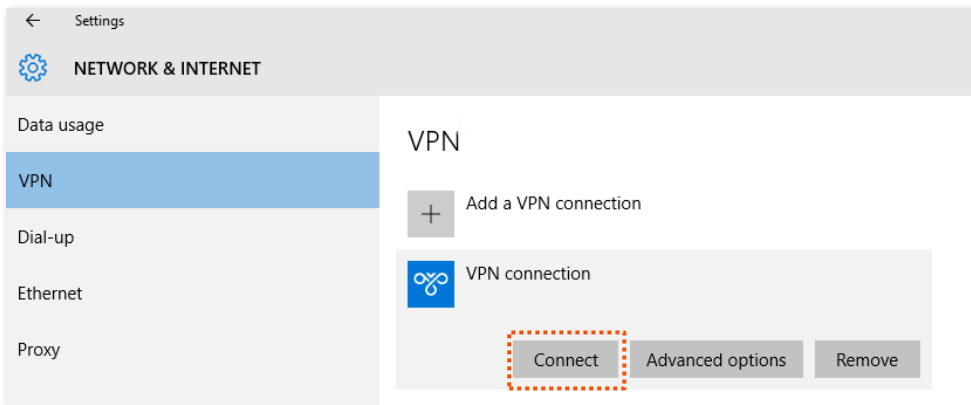 Settings
NETWORK & INTERNET
Data usage
VPN
Dial-up
Ethernet
Proxy
VPN
Add a VPN connection
VPN connection
Connect
Advanced options
Remove